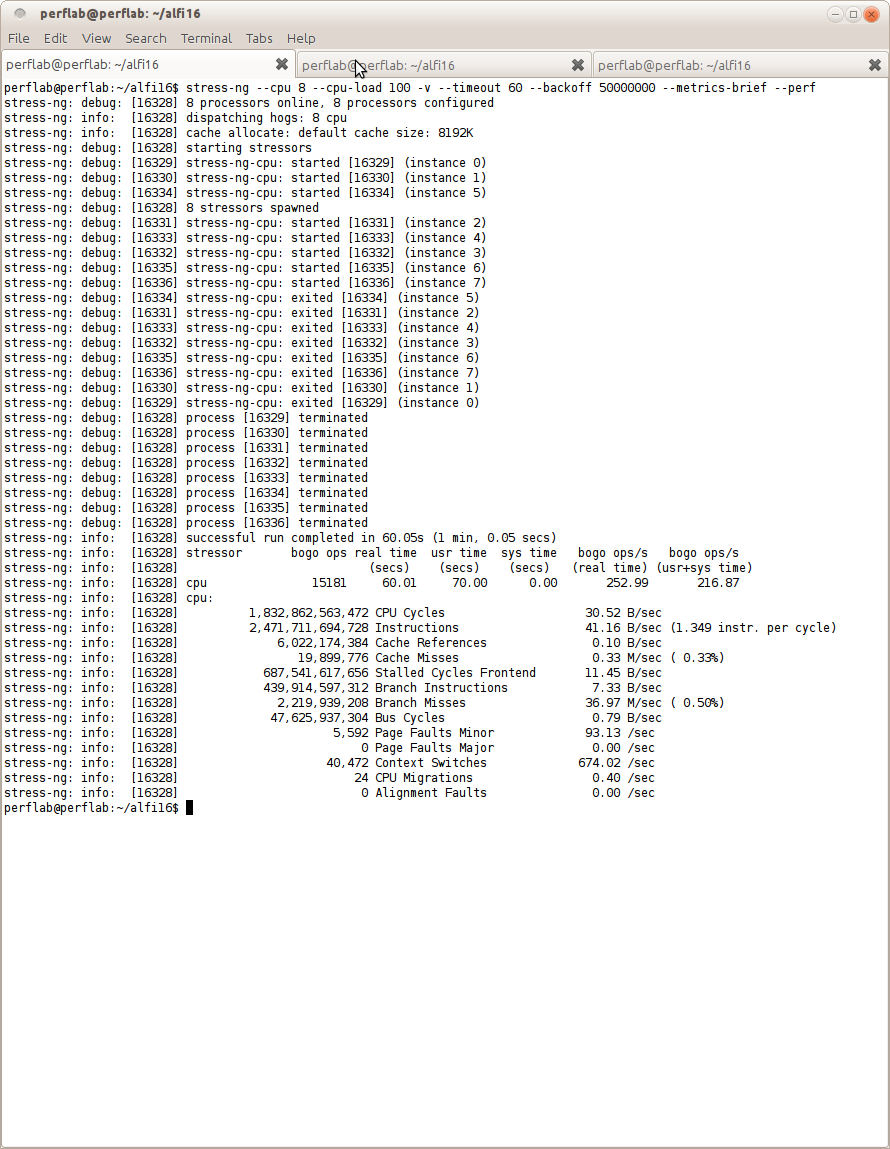 perflab@perflab: ~/alfi16
File Edit View Search Terminal Tabs Help
perflab@perflab: ~/alfi16 perflab@perflab: ~/alfi16 perflab@perflab: ~/alfi16
perflab@perflab:~/alfi16$ stress-ng --cpu 8 --cpu-load 100 -v --timeout 60 --backoff 50000000 --metrics-brief --perf
stress-ng: debug: [16328] 8 processors online, 8 processors configured
stress-ng: info:  [16328] dispatching hogs: 8 cpu
stress-ng: info:  [16328] cache allocate: default cache size: 8192K
stress-ng: debug: [16328] starting stressors
stress-ng: debug: [16329] stress-ng-cpu: started [16329] (instance 0)
stress-ng: debug: [16330] stress-ng-cpu: started [16330] (instance 1)
stress-ng: debug: [16334] stress-ng-cpu: started [16334] (instance 5)
stress-ng: debug: [16328] 8 stressors spawned
stress-ng: debug: [16331] stress-ng-cpu: started [16331] (instance 2)
stress-ng: debug: [16333] stress-ng-cpu: started [16333] (instance 4)
stress-ng: debug: [16332] stress-ng-cpu: started [16332] (instance 3)
stress-ng: debug: [16335] stress-ng-cpu: started [16335] (instance 6)
stress-ng: debug: [16336] stress-ng-cpu: started [16336] (instance 7)
stress-ng: debug: [16334] stress-ng-cpu: exited [16334] (instance 5)
stress-ng: debug: [16331] stress-ng-cpu: exited [16331] (instance 2)
stress-ng: debug: [16333] stress-ng-cpu: exited [16333] (instance 4)
stress-ng: debug: [16332] stress-ng-cpu: exited [16332] (instance 3)
stress-ng: debug: [16335] stress-ng-cpu: exited [16335] (instance 6)
stress-ng: debug: [16336] stress-ng-cpu: exited [16336] (instance 7)
stress-ng: debug: [16330] stress-ng-cpu: exited [16330] (instance 1)
stress-ng: debug: [16329] stress-ng-cpu: exited [16329] (instance 0)
stress-ng: debug: [16328] process [16329] terminated
stress-ng: debug: [16328] process [16330] terminated
stress-ng: debug: [16328] process [16331] terminated
stress-ng: debug: [16328] process [16332] terminated
stress-ng: debug: [16328] process [16333] terminated
stress-ng: debug: [16328] process [16334] terminated
stress-ng: debug: [16328] process [16335] terminated
stress-ng: debug: [16328] process [16336] terminated
stress-ng: info:  [16328] successful run completed in 60.05s (1 min, 0.05 secs)
stress-ng: info:  [16328] stressor       bogo ops real time  usr time  sys time   bogo ops/s   bogo ops/s
stress-ng: info:  [16328]                           (secs)    (secs)    (secs)   (real time) (usr+sys time)
stress-ng: info:  [16328] cpu               15181     60.01     70.00      0.00       252.99       216.87
stress-ng: info:  [16328] cpu:
stress-ng: info:  [16328]          1,832,862,563,472 CPU Cycles                    30.52 B/sec
stress-ng: info:  [16328]          2,471,711,694,728 Instructions                  41.16 B/sec (1.349 instr. per cycle)
stress-ng: info:  [16328]              6,022,174,384 Cache References               0.10 B/sec
stress-ng: info:  [16328]                 19,899,776 Cache Misses                   0.33 M/sec ( 0.33%)
stress-ng: info:  [16328]            687,541,617,656 Stalled Cycles Frontend       11.45 B/sec
stress-ng: info:  [16328]            439,914,597,312 Branch Instructions            7.33 B/sec
stress-ng: info:  [16328]              2,219,939,208 Branch Misses                 36.97 M/sec ( 0.50%)
stress-ng: info:  [16328]             47,625,937,304 Bus Cycles                     0.79 B/sec
stress-ng: info:  [16328]                      5,592 Page Faults Minor             93.13 /sec
stress-ng: info:  [16328]                          0 Page Faults Major              0.00 /sec
stress-ng: info:  [16328]                     40,472 Context Switches             674.02 /sec
stress-ng: info:  [16328]                         24 CPU Migrations                 0.40 /sec
stress-ng: info:  [16328]                          0 Alignment Faults               0.00 /sec
perflab@perflab:~/alfi16$